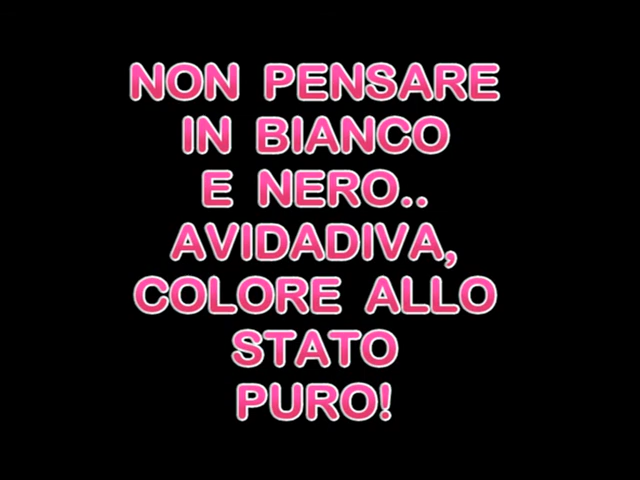 NON PENSARE
IN BIANCO
E NERO..
AVIDADIVA,
COLORE ALLO
STATO
PURO!